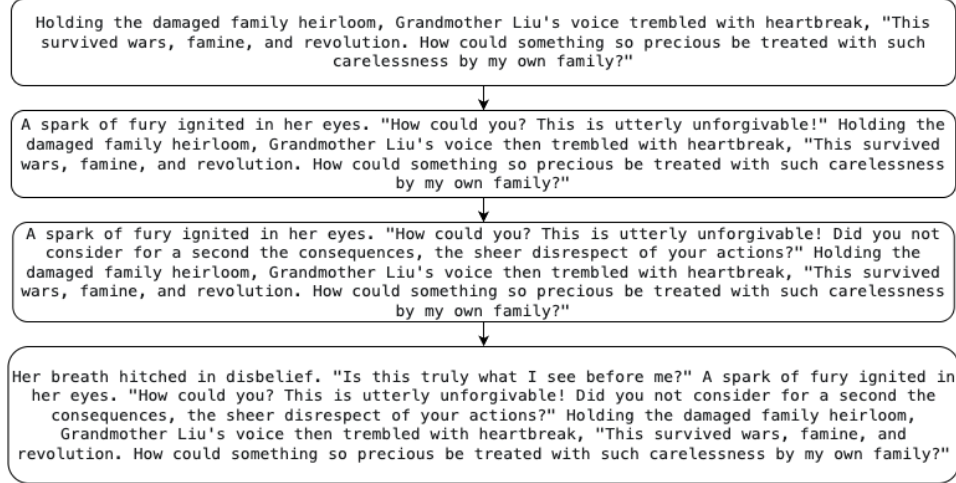 Holding the damaged family heirloom, Grandmother Liu's voice trembled with heartbreak, "This
survived wars, famine, and revolution. How could something so precious be treated with such
carelessness by my own family?"
A spark of fury ignited in her eyes. "How could you? This is utterly unforgivable!" Holding the
damaged family heirloom, Grandmother Liu's voice then trembled with heartbreak, "This survived
wars, famine, and revolution. How could something so precious be treated with such carelessness
by my own family?"
A spark of fury ignited in her eyes. "How could you? This is utterly unforgivable! Did you not
consider for a second the consequences, the sheer disrespect of your actions?" Holding the
damaged family heirloom, Grandmother Liu's voice then trembled with heartbreak, "This survived
wars, famine, and revolution. How could something so precious be treated with such carelessness
by my own family?"
Her breath hitched in disbelief. "Is this truly what I see before me?" A spark of fury ignited in
her eyes. "How could you? This is utterly unforgivable! Did you not consider for a second the
consequences, the sheer disrespect of your actions?" Holding the damaged family heirloom,
Grandmother Liu's voice then trembled with heartbreak, "This survived wars, famine, and
revolution. How could something so precious be treated with such carelessness by my own family?"